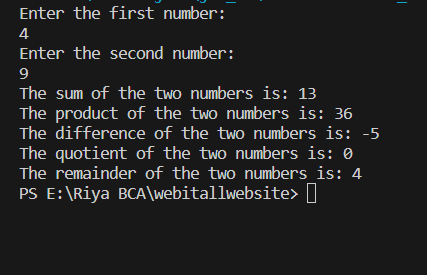 Enter the first number:
4
Enter the second number:
9
The sum of the two numbers is: 13
The product of the two numbers is: 36
The difference of the two numbers is: -5
The quotient of the two numbers is: 0
The remainder of the two numbers is: 4
PS E:\Riya BCA\webitallwebsite>